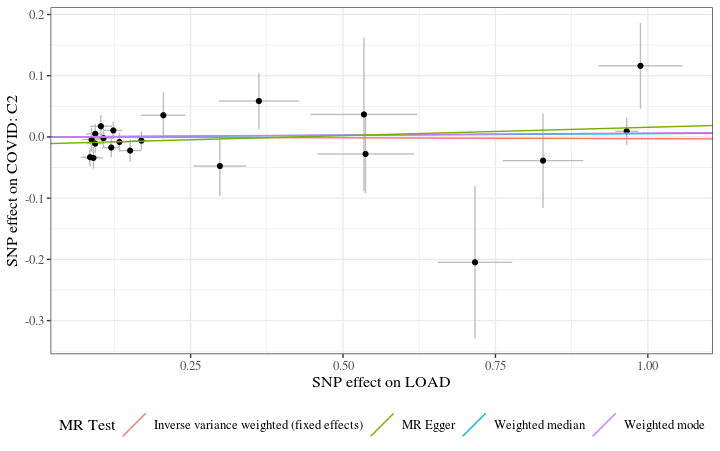 0.2
0.1
0.0
-0.1
-0.2
-0.3
SNP effect on COVID: C2
0.25
0.50
0.75
1.00
SNP effect on LOAD
MR Test
Inverse variance weighted (fixed effects)
MR Egger
Weighted median
Weighted mode